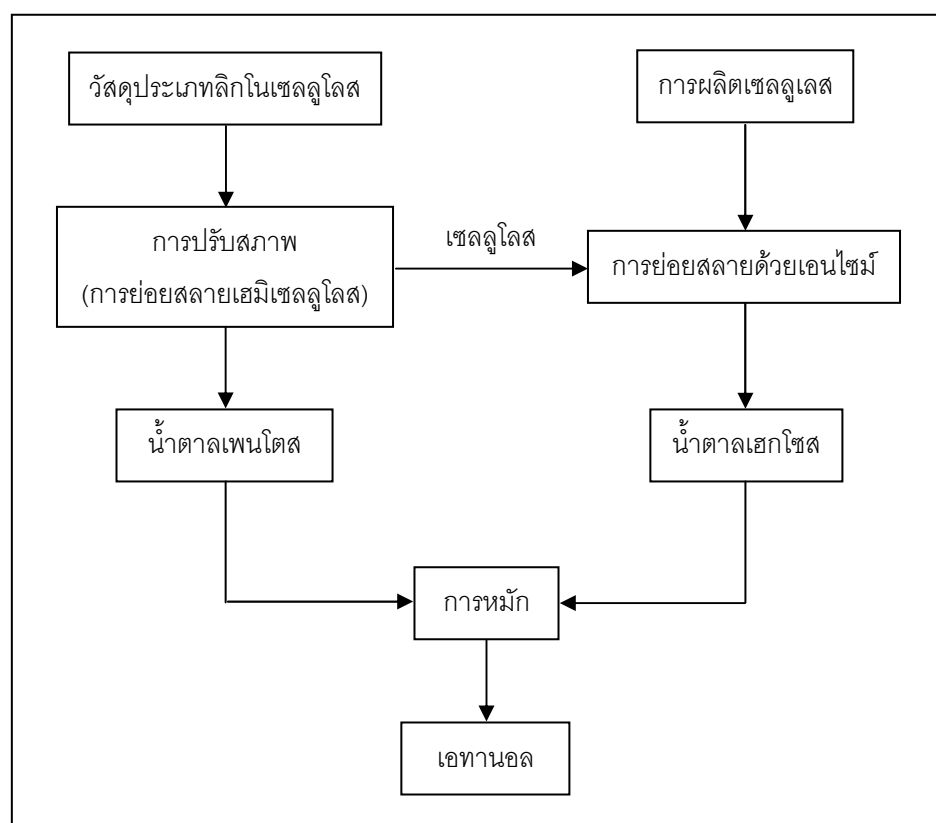 วัสดุประเภทลิกโนเซลลูโลส
การผลิตเซลลูเลส
การปรับสภาพ
(การย่อยสลายเฮมิเซลลูโลส)
เซลลูโลส
การย่อยสลายด้วยเอนไซม์
น้ำตาลเพนโตส
น้ำตาลเฮกโซส
การหมัก
เอทานอล